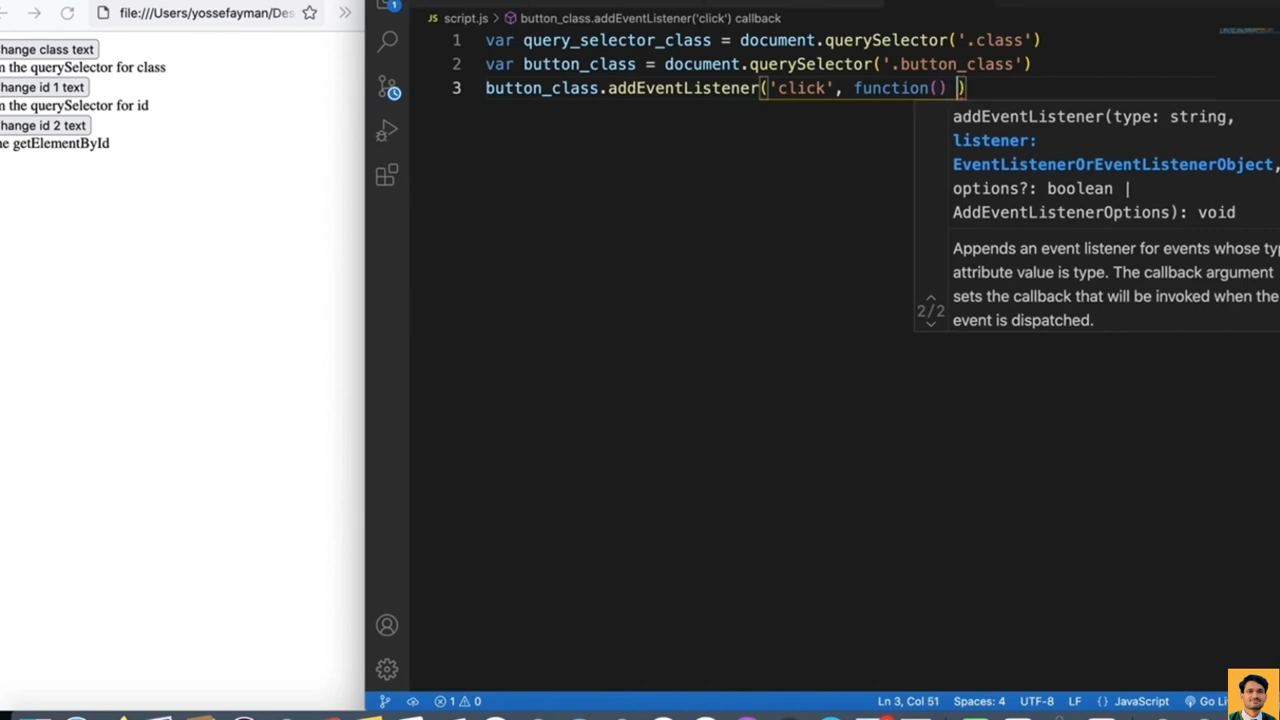 file:///Users/yossefayman/Des
hange class text
m the querySelector for class
hange id 1 text
m the querySelector for id
hange id 2 text
he getElementById
1
JS script.js > button_class.addEventListener('click') callback
1 var query_selector_class = document.querySelector('.class')
2 var button_class = document.querySelector('.button_class')
3 button_class.addEventListener('click', function() )
addEventListener(type: string,
listener:
EventListenerOrEventListenerObject,
options?: boolean |
AddEventListenerOptions): void
Appends an event listener for events whose typ
attribute value is type. The callback argument
sets the callback that will be invoked when the
2/2
event is dispatched.
1 0 Ln 3, Col 51 Spaces: 4 UTF-8 LF {} JavaScript Go Li